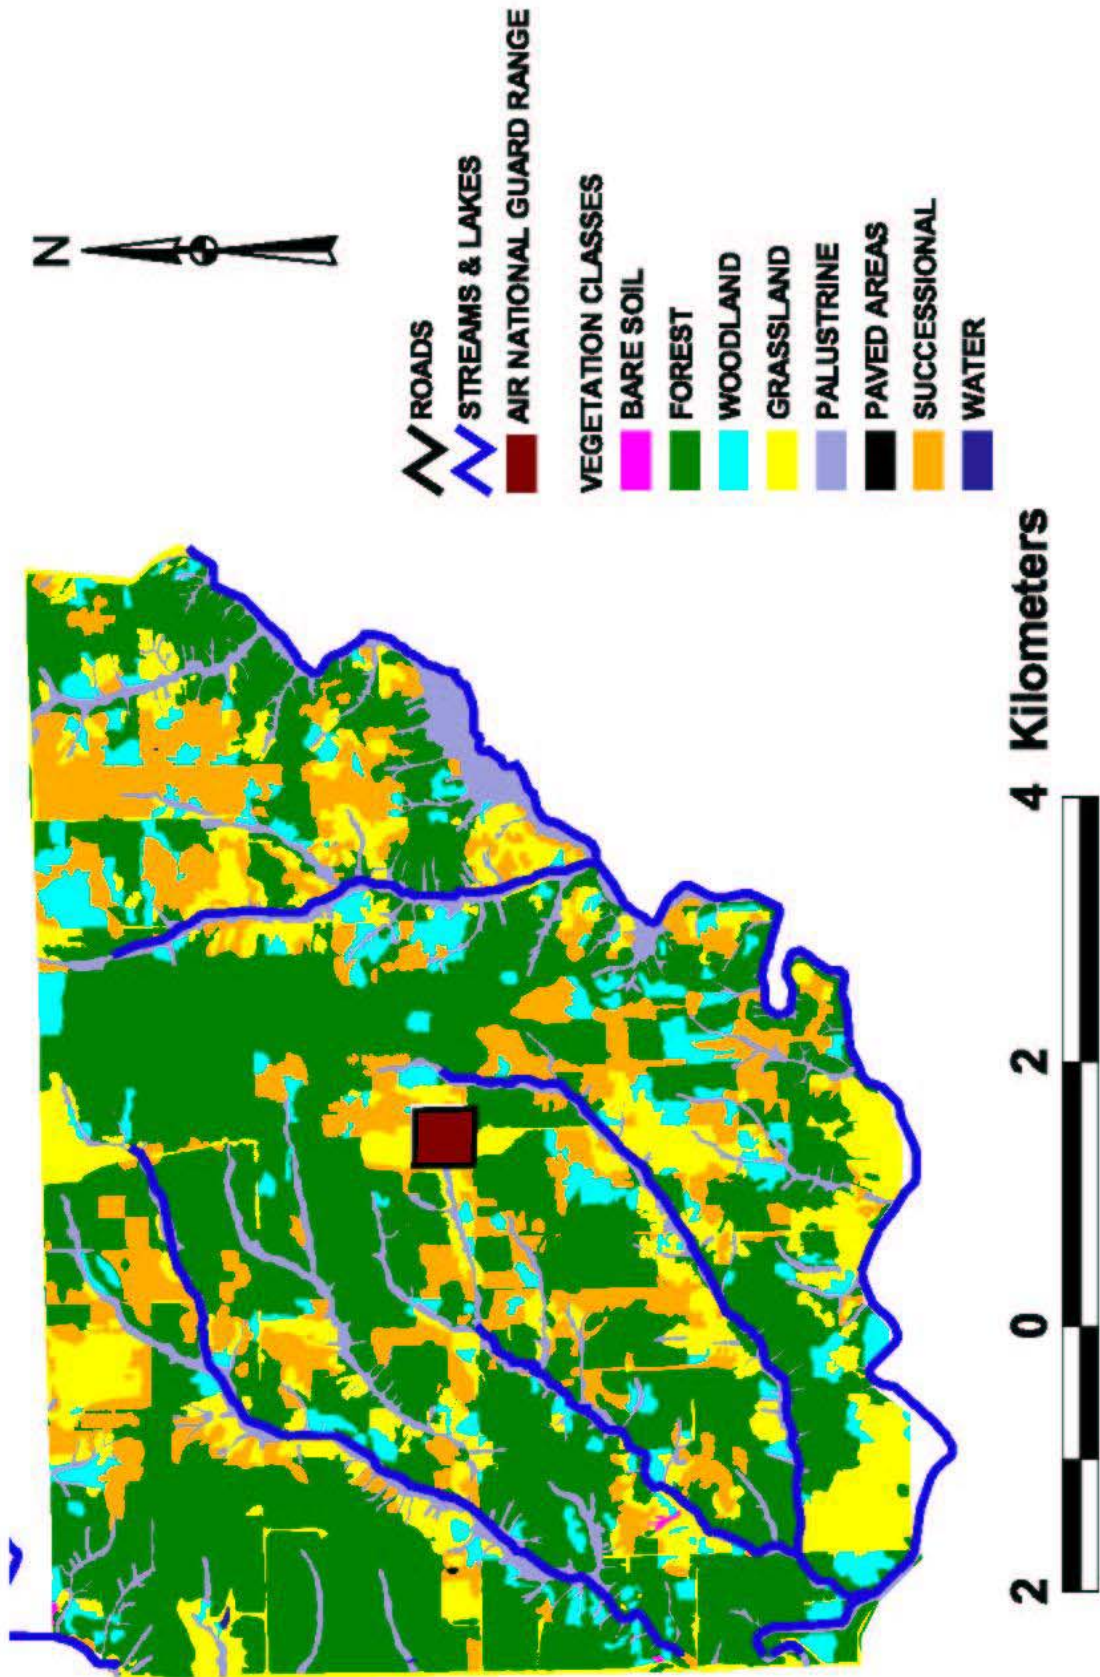 N
ROADS
STREAMS & LAKES
AIR NATIONAL GUARD RANGE
VEGETATION CLASSES
BARE SOIL
FOREST
WOODLAND
GRASSLAND
PALUSTRINE
PAVED AREAS
SUCCESSIONAL
WATER
2 0 2 4 Kilometers